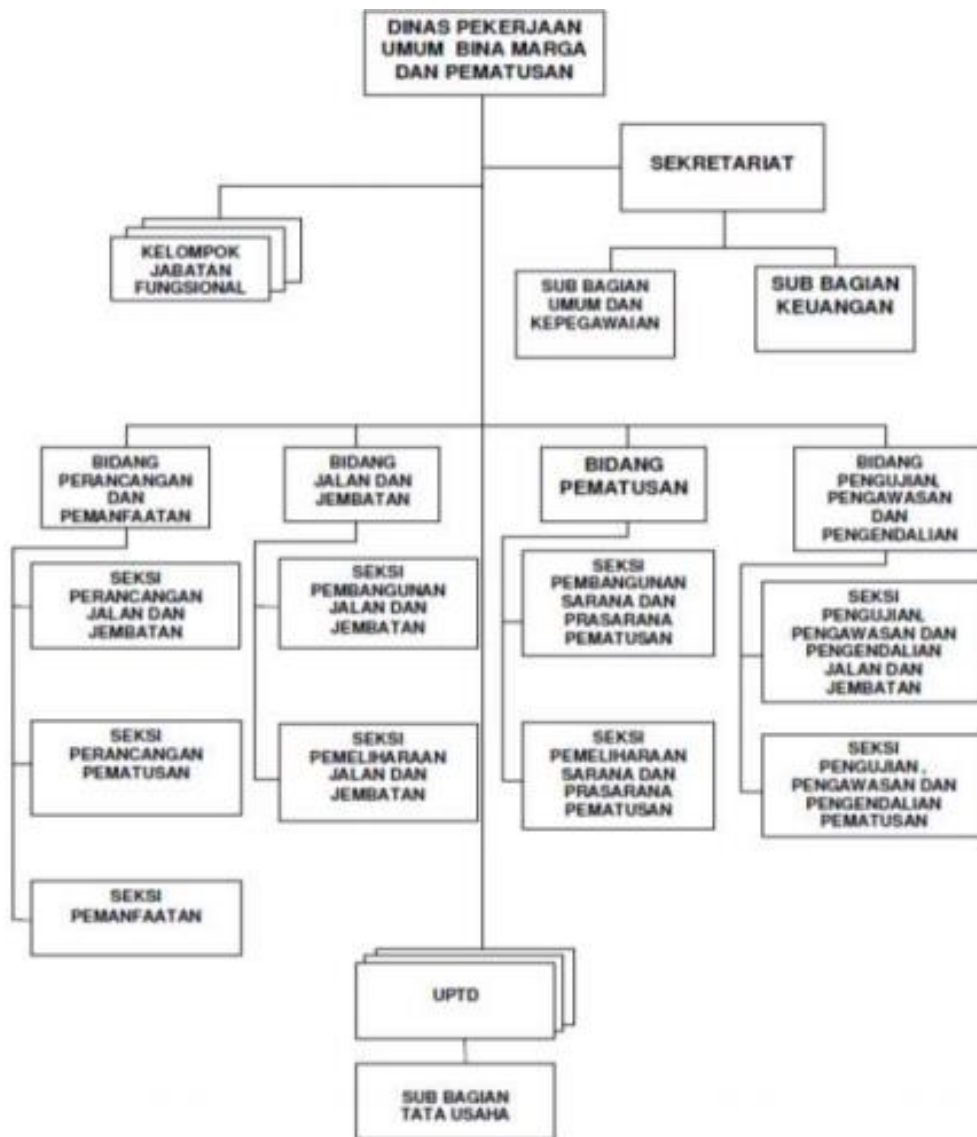 DINAS PEKERJAAN
UMUM BINA MARGA
DAN PEMATUSAN
SEKRETARIAT
KELOMPOK
JABATAN
FUNGSIONAL
SUB BAGIAN
UMUM DAN
KEPEGAWAIAN
SUB BAGIAN
KEUANGAN
BIDANG
PERANCANGAN
DAN
PEMANFAATAN
BIDANG
JALAN DAN
JEMBATAN
BIDANG
PEMATUSAN
BIDANG
PENGUJIAN,
PENGAWASAN
DAN
PENGENDALIAN
SEKSI
PERANCANGAN
JALAN DAN
JEMBATAN
SEKSI
PEMBANGUNAN
JALAN DAN
JEMBATAN
SEKSI
PEMBANGUNAN
SARANA DAN
PRASARANA
PEMATUSAN
SEKSI
PENGUJIAN,
PENGAWASAN DAN
PENGENDALIAN
JALAN DAN
JEMBATAN
SEKSI
PERANCANGAN
PEMATUSAN
SEKSI
PEMELIHARAAN
JALAN DAN
JEMBATAN
SEKSI
PEMELIHARAAN
SARANA DAN
PRASARANA
PEMATUSAN
SEKSI
PENGUJIAN ,
PENGAWASAN DAN
PENGENDALIAN
PEMATUSAN
SEKSI
PEMANFAATAN
UPTD
SUB BAGIAN
TATA USAHA